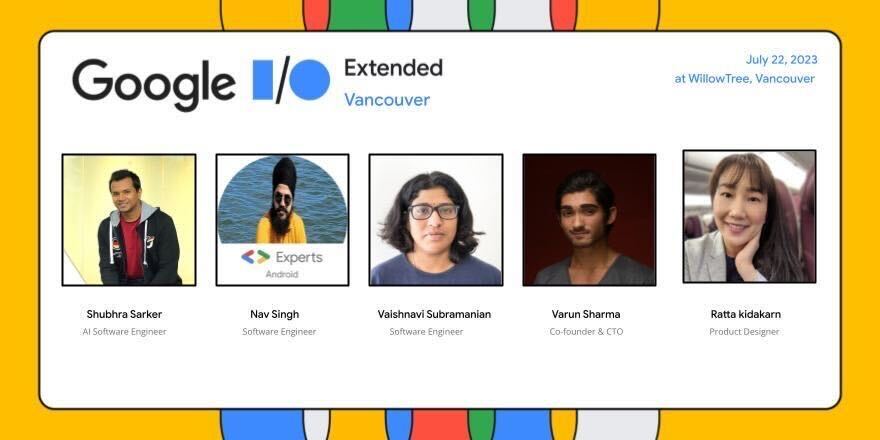 Google I/O Extended
Vancouver
July 22, 2023
at WillowTree, Vancouver
Experts
Android
Shubhra Sarker
AI Software Engineer
Nav Singh
Software Engineer
Vaishnavi Subramanian
Software Engineer
Varun Sharma
Co-founder & CTO
Ratta kidakarn
Product Designer